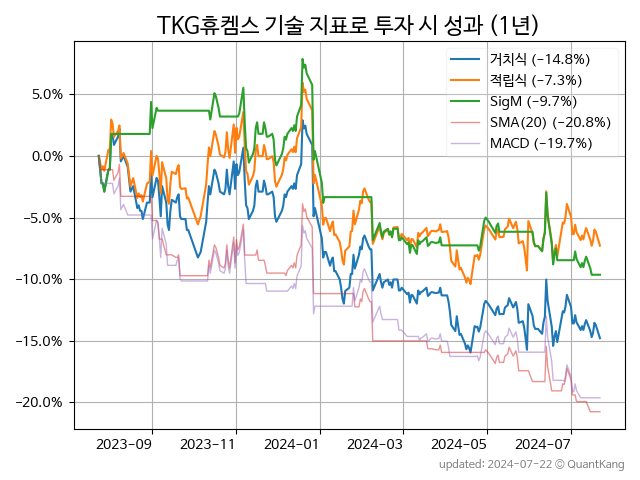 TKG휴켐스 기술 지표로 투자 시 성과 (1년)
거치식 (−14.8%)
적립식 (−7.3%)
SigM (−9.7%)
SMA(20) (−20.8%)
MACD (−19.7%)
5.0%
0.0%
−5.0%
−10.0%
−15.0%
−20.0%
2023−09 2023−11 2024−01 2024−03 2024−05 2024−07
updated: 2024−07−22 ⓒ QuantKang